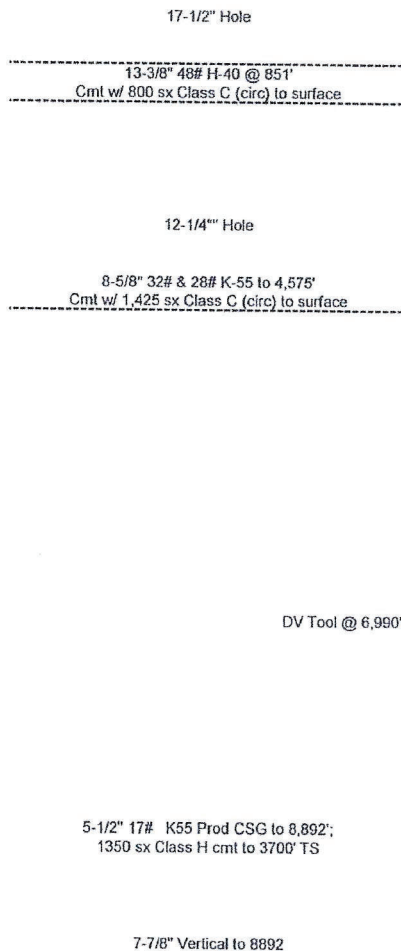 17-1/2" Hole
13-3/8" 48# H-40 @ 851'
Cmt w/ 800 sx Class C (circ) to surface
12-1/4"" Hole
8-5/8" 32# & 28# K-55 to 4,575'
Cmt w/ 1,425 sx Class C (circ) to surface
DV Tool @ 6,990'
5-1/2" 17# K55 Prod CSG to 8,892';
1350 sx Class H cmt to 3700' TS
7-7/8" Vertical to 8892